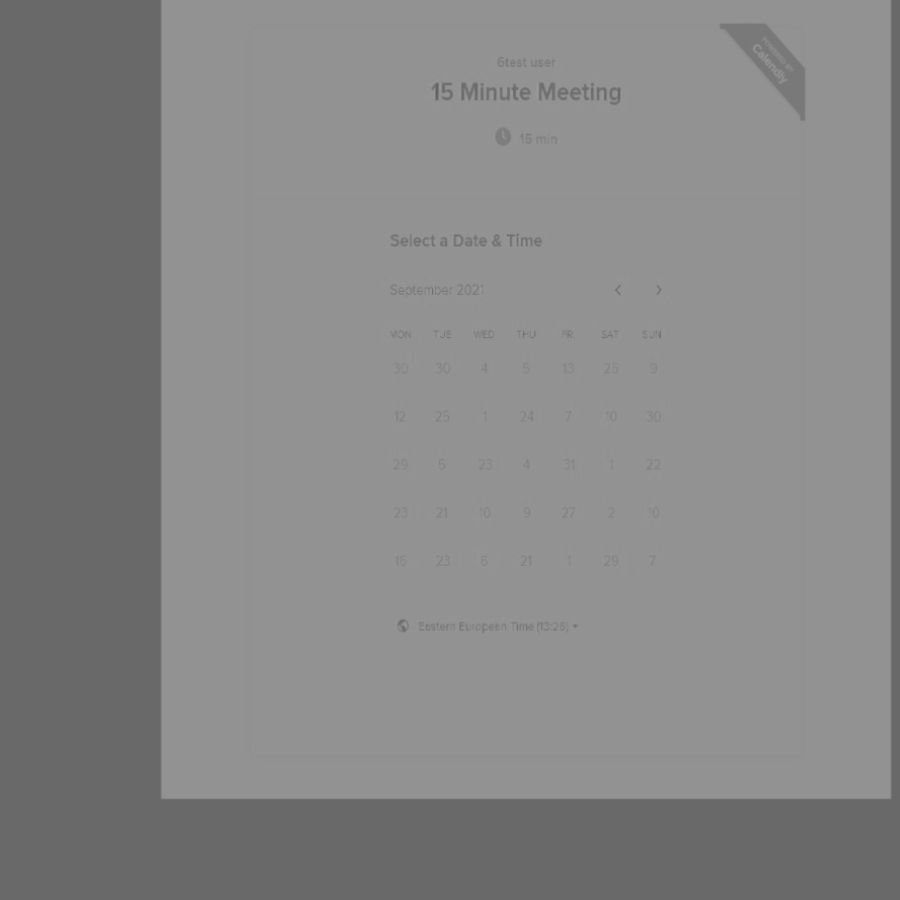 POWERED BY
Calendly
6test user
15 Minute Meeting
15 min
Select a Date & Time
September 2021
MON TUE WED THU FR SAT SUN
30 30 4 5 13 25 9
12 25 1 24 7 10 30
29 5 23 4 31 1 22
23 21 10 9 27 2 10
15 23 6 21 1 29 7
Eastern European Time (13:26)